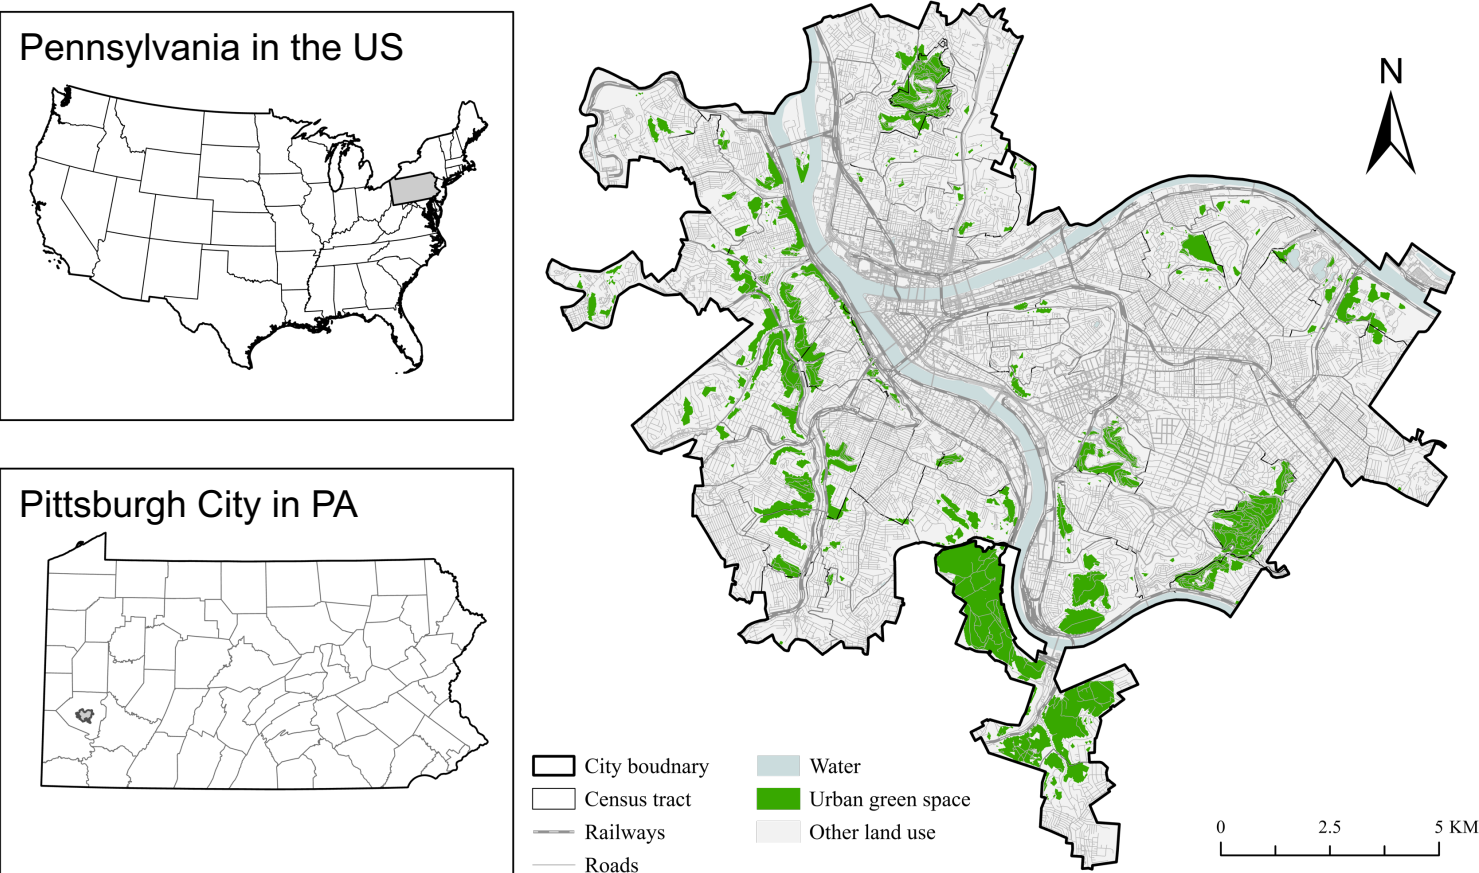 Pennsylvania in the US
Pittsburgh City in PA
N
City boudnary
Census tract
Railways
Roads
Water
Urban green space
Other land use
0 2.5 5 KM